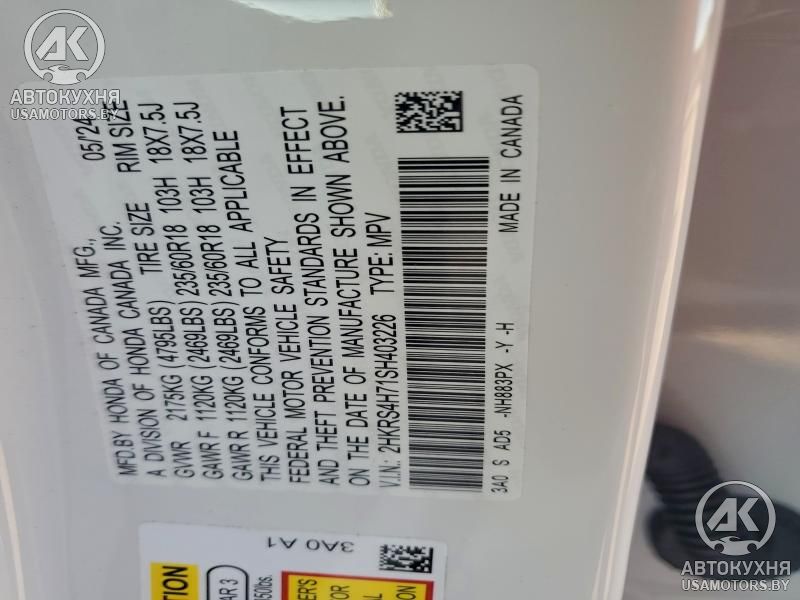 MFD.BY HONDA OF CANADA MFG., 05/24
A DIVISION OF HONDA CANADA INC.
GVWR 2175KG (4795LBS) TIRE SIZE RIM SIZE
GAWR F 1120KG (2469LBS) 235/60R18 103H 18X7.5J
GAWR R 1120KG (2469LBS) 235/60R18 103H 18X7.5J
THIS VEHICLE CONFORMS TO ALL APPLICABLE
FEDERAL MOTOR VEHICLE SAFETY
AND THEFT PREVENTION STANDARDS IN EFFECT
ON THE DATE OF MANUFACTURE SHOWN ABOVE.
V.I.N.: 2HKRS4H71SH403226 TYPE: MPV
3A0 S AD5 -NH883PX -Y -H MADE IN CANADA
3A0 A1
AK
АВТОКУХНЯ
USAMOTORS.BY
AK
АВТОКУХНЯ
USAMOTORS.BY